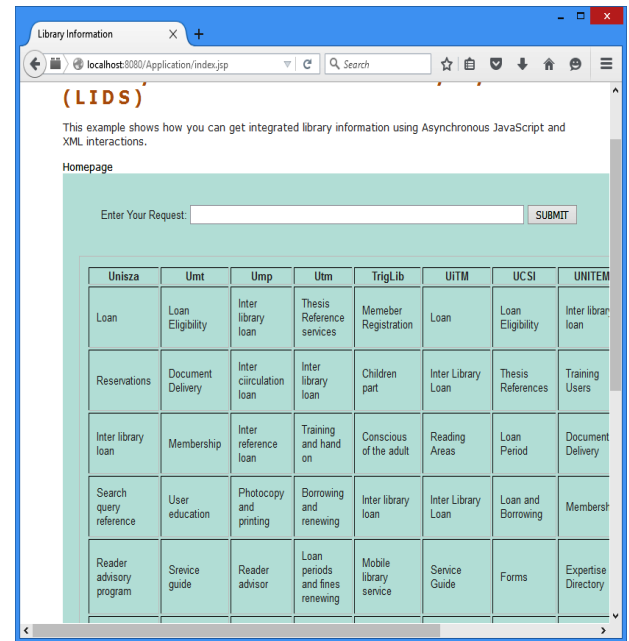 Library Information
localhost:8080/Application/index.jsp
Search
(LIDS)
This example shows how you can get integrated library information using Asynchronous JavaScript and
XML interactions.
Homepage
Enter Your Request:
SUBMIT
Unisza Umt Ump Utm TrigLib UiTM UCSI UNITEM
Loan
Loan
Eligibility
Inter
library
loan
Thesis
Reference
services
Memeber
Registration
Loan
Loan
Eligibility
Inter librar
loan
Reservations
Document
Delivery
Inter
ciirculation
loan
Inter
library
loan
Children
part
Inter Library
Loan
Thesis
References
Training
Users
Inter library
loan
Membership
Inter
reference
loan
Training
and hand
on
Conscious
of the adult
Reading
Areas
Loan
Period
Document
Delivery
Search
query
reference
User
education
Photocopy
and
printing
Borrowing
and
renewing
Inter library
loan
Inter Library
Loan
Loan and
Borrowing
Membersh
Reader
advisory
program
Srevice
guide
Reader
advisor
Loan
periods
and fines
renewing
Mobile
library
service
Service
Guide
Forms
Expertise
Directory